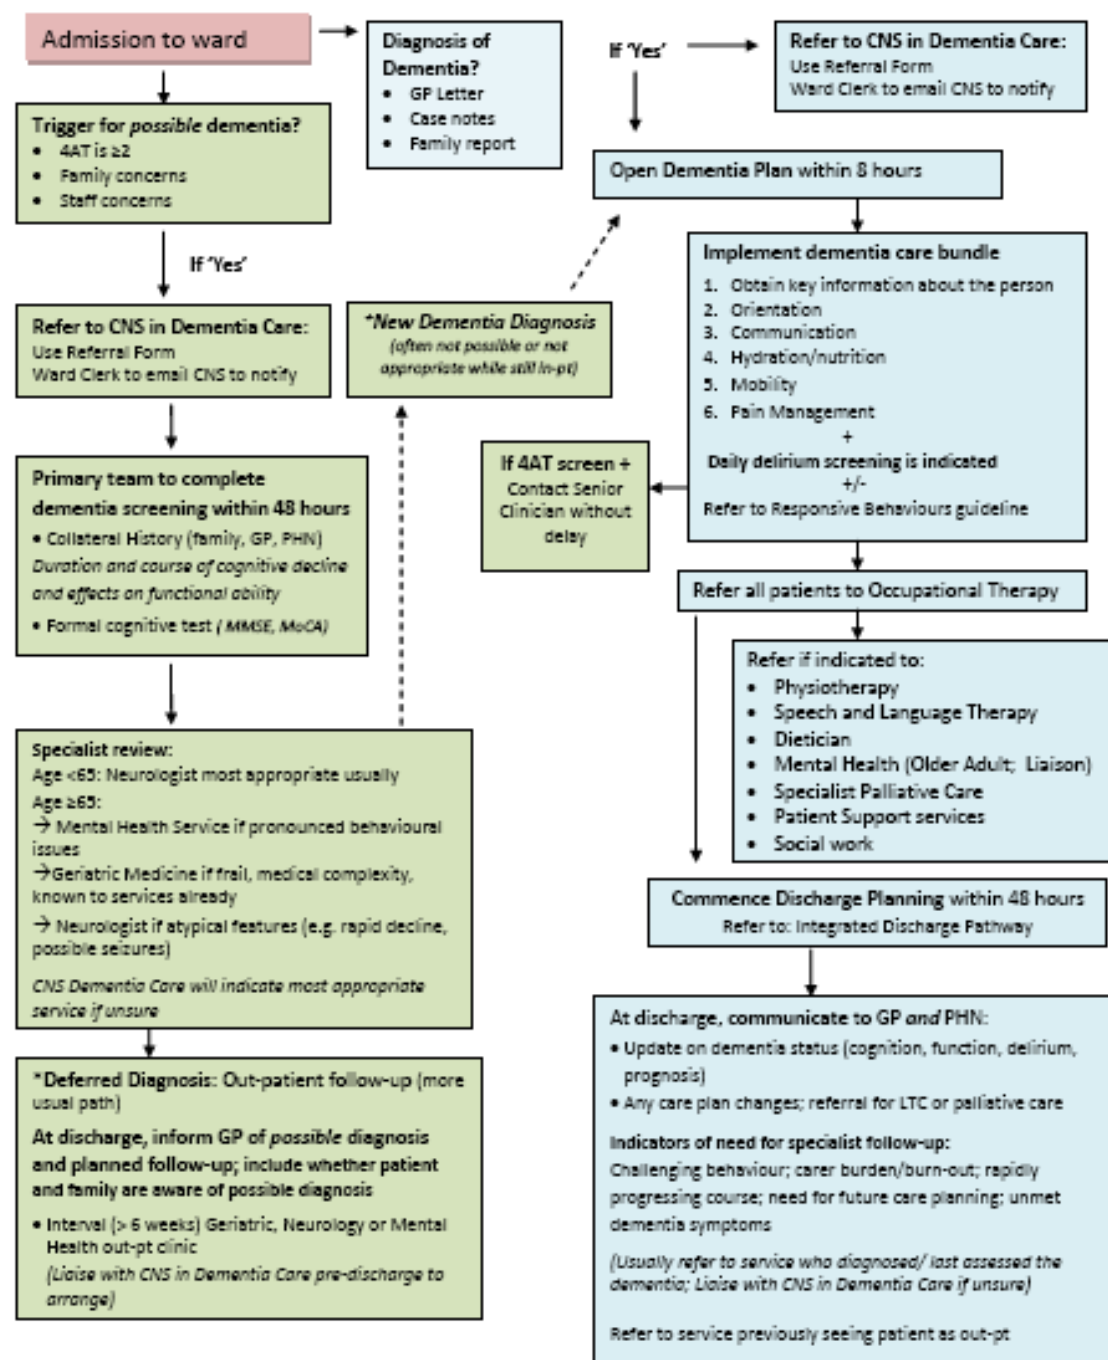 Admission to ward
Trigger for possible dementia?
• 4AT is ≥2
• Family concerns
• Staff concerns
If 'Yes'
Refer to CNS in Dementia Care:
Use Referral Form
Ward Clerk to email CNS to notify
Primary team to complete
dementia screening within 48 hours
• Collateral History (family, GP, PHN)
Duration and course of cognitive decline
and effects on functional ability
• Formal cognitive test ( MMSE, MoCA)
Specialist review:
Age <65: Neurologist most appropriate usually
Age ≥65:
→ Mental Health Service if pronounced behavioural
issues
→Geriatric Medicine if frail, medical complexity,
known to services already
→ Neurologist if atypical features (e.g. rapid decline,
possible seizures)
CNS Dementia Care will indicate most appropriate
service if unsure
*Deferred Diagnosis: Out-patient follow-up (more
usual path)
At discharge, inform GP of possible diagnosis
and planned follow-up; include whether patient
and family are aware of possible diagnosis
• Interval (> 6 weeks) Geriatric, Neurology or Mental
Health out-pt clinic
(Liaise with CNS in Dementia Care pre-discharge to
arrange)
Diagnosis of
Dementia?
• GP Letter
• Case notes
• Family report
*New Dementia Diagnosis
(often not possible or not
appropriate while still in-pt)
If 'Yes'
Refer to CNS in Dementia Care:
Use Referral Form
Ward Clerk to email CNS to notify
Open Dementia Plan within 8 hours
Implement dementia care bundle
1. Obtain key information about the person
2. Orientation
3. Communication
4. Hydration/nutrition
5. Mobility
6. Pain Management
+
Daily delirium screening is indicated
+/-
Refer to Responsive Behaviours guideline
If 4AT screen +
Contact Senior
Clinician without
delay
Refer all patients to Occupational Therapy
Refer if indicated to:
• Physiotherapy
• Speech and Language Therapy
• Dietician
• Mental Health (Older Adult; Liaison)
• Specialist Palliative Care
• Patient Support services
• Social work
Commence Discharge Planning within 48 hours
Refer to: Integrated Discharge Pathway
At discharge, communicate to GP and PHN:
• Update on dementia status (cognition, function, delirium,
prognosis)
• Any care plan changes; referral for LTC or palliative care
Indicators of need for specialist follow-up:
Challenging behaviour; carer burden/burn-out; rapidly
progressing course; need for future care planning; unmet
dementia symptoms
(Usually refer to service who diagnosed/ last assessed the
dementia; Liaise with CNS in Dementia Care if unsure)
Refer to service previously seeing patient as out-pt